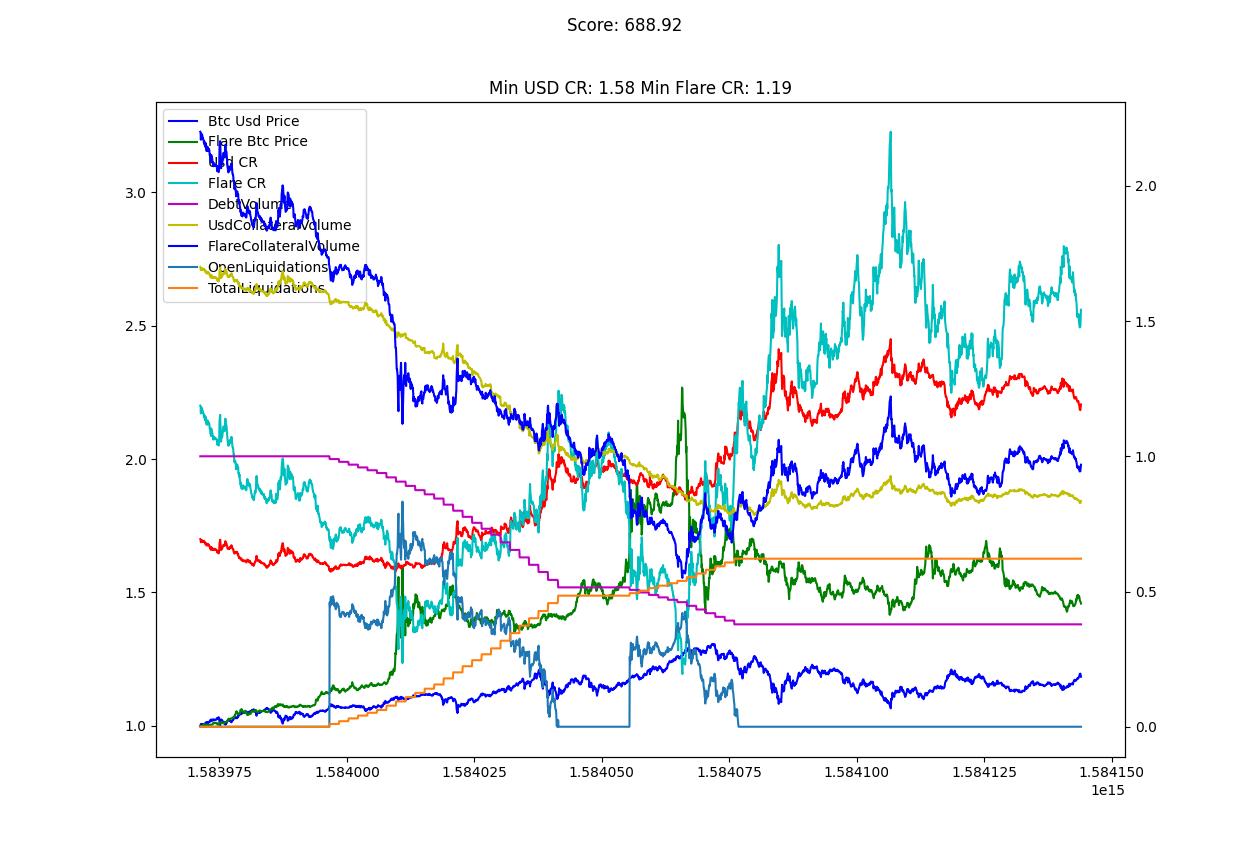 Score: 688.92
Min USD CR: 1.58 Min Flare CR: 1.19
Btc Usd Price
Flare Btc Price
Usd CR
Flare CR
DebtVolume
UsdCollateralVolume
FlareCollateralVolume
OpenLiquidations
TotalLiquidations
3.0
2.5
2.0
1.5
1.0
2.0
1.5
1.0
0.5
0.0
1.583975
1.584000
1.584025
1.584050
1.584075
1.584100
1.584125
1.584150
1e15